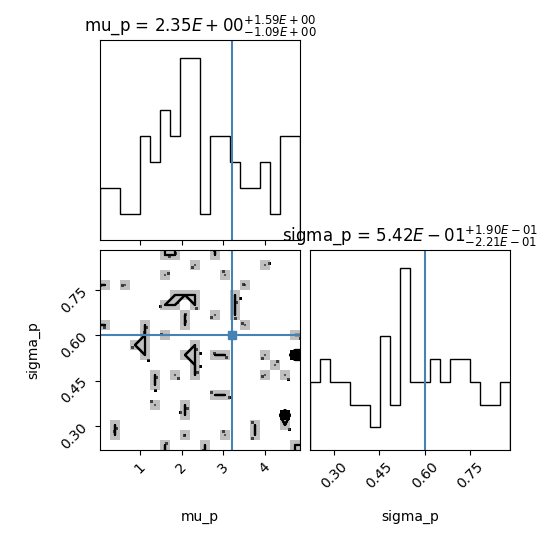 mu_p = 2.35E + 00^{+1.59E+00}_{-1.09E+00}
sigma_p = 5.42E − 01^{+1.90E−01}_{−2.21E−01}
sigma_p
0.75
0.60
0.45
0.30
1 2 3 4
0.30 0.45 0.60 0.75
mu_p
sigma_p